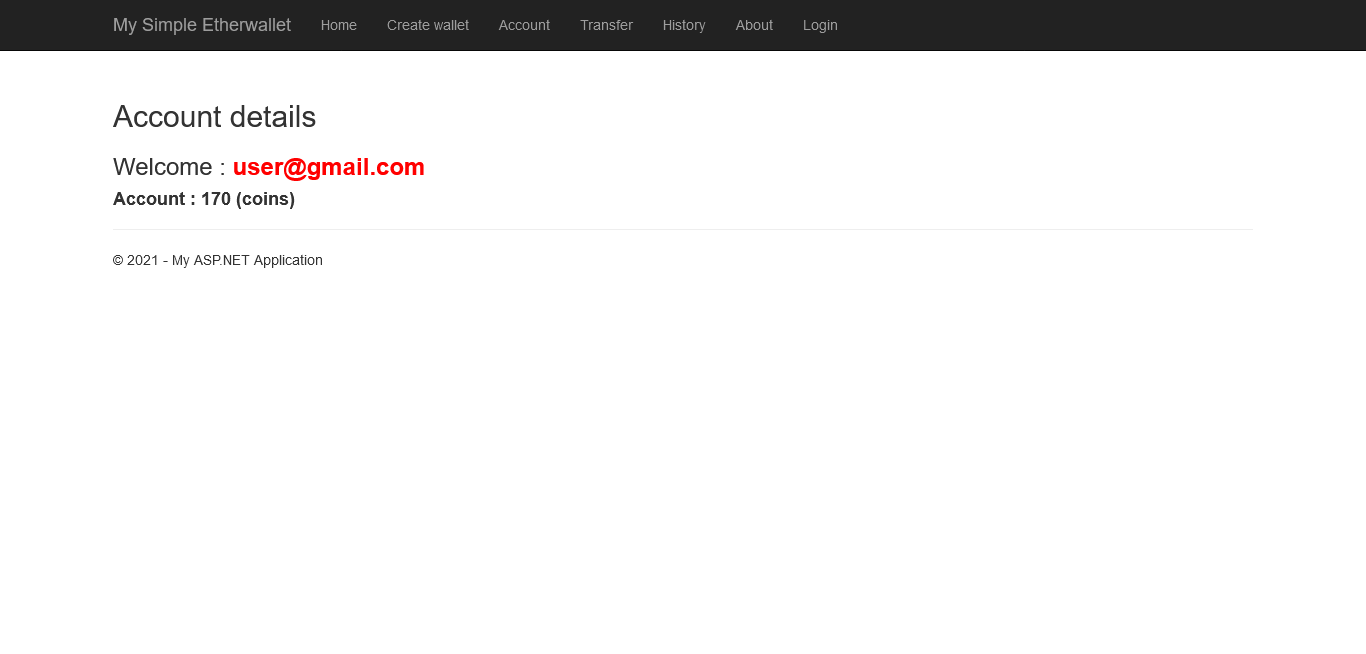 My Simple Etherwallet Home Create wallet Account Transfer History About Login
Account details
Welcome : user@gmail.com
Account : 170 (coins)
© 2021 - My ASP.NET Application